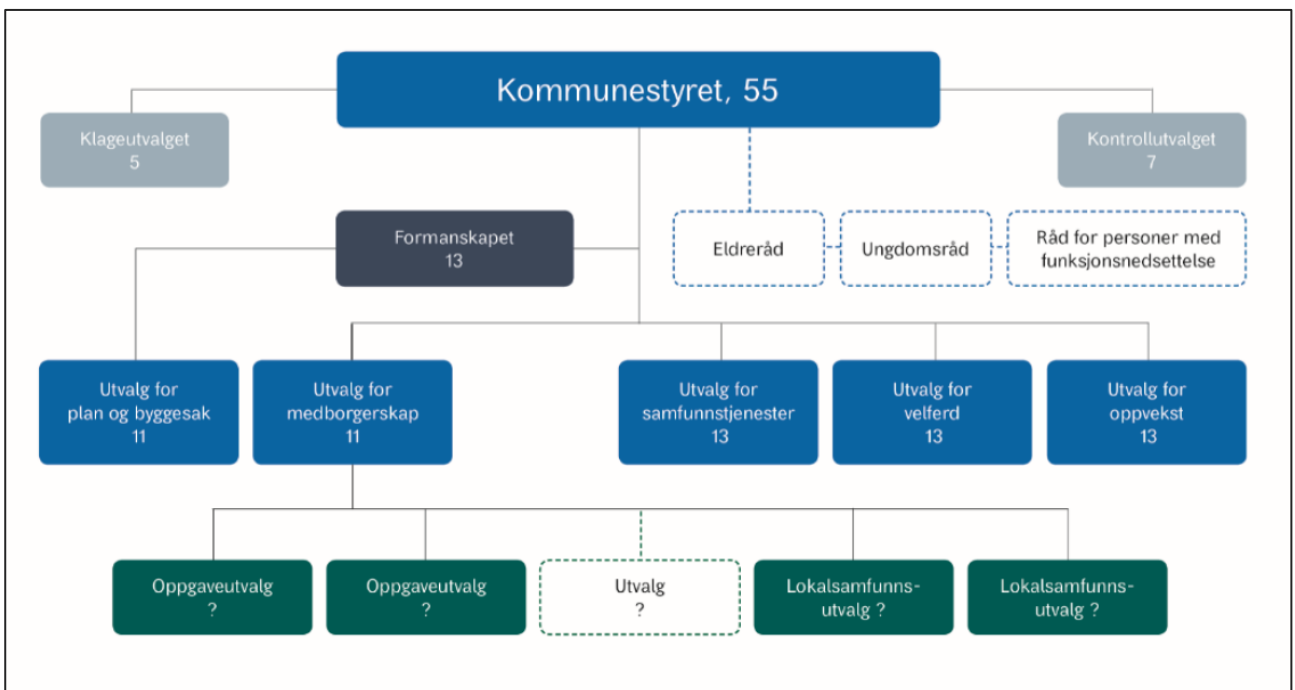 Kommunestyret, 55
Klageutvalget
5
Kontrollutvalget
7
Formanskapet
13
Eldreråd
Ungdomsråd
Råd for personer med
funksjonsnedsettelse
Utvalg for
plan og byggesak
11
Utvalg for
medborgerskap
11
Utvalg for
samfunnstjenester
13
Utvalg for
velferd
13
Utvalg for
oppvekst
13
Oppgaveutvalg
?
Oppgaveutvalg
?
Utvalg
?
Lokalsamfunns-
utvalg ?
Lokalsamfunns-
utvalg ?